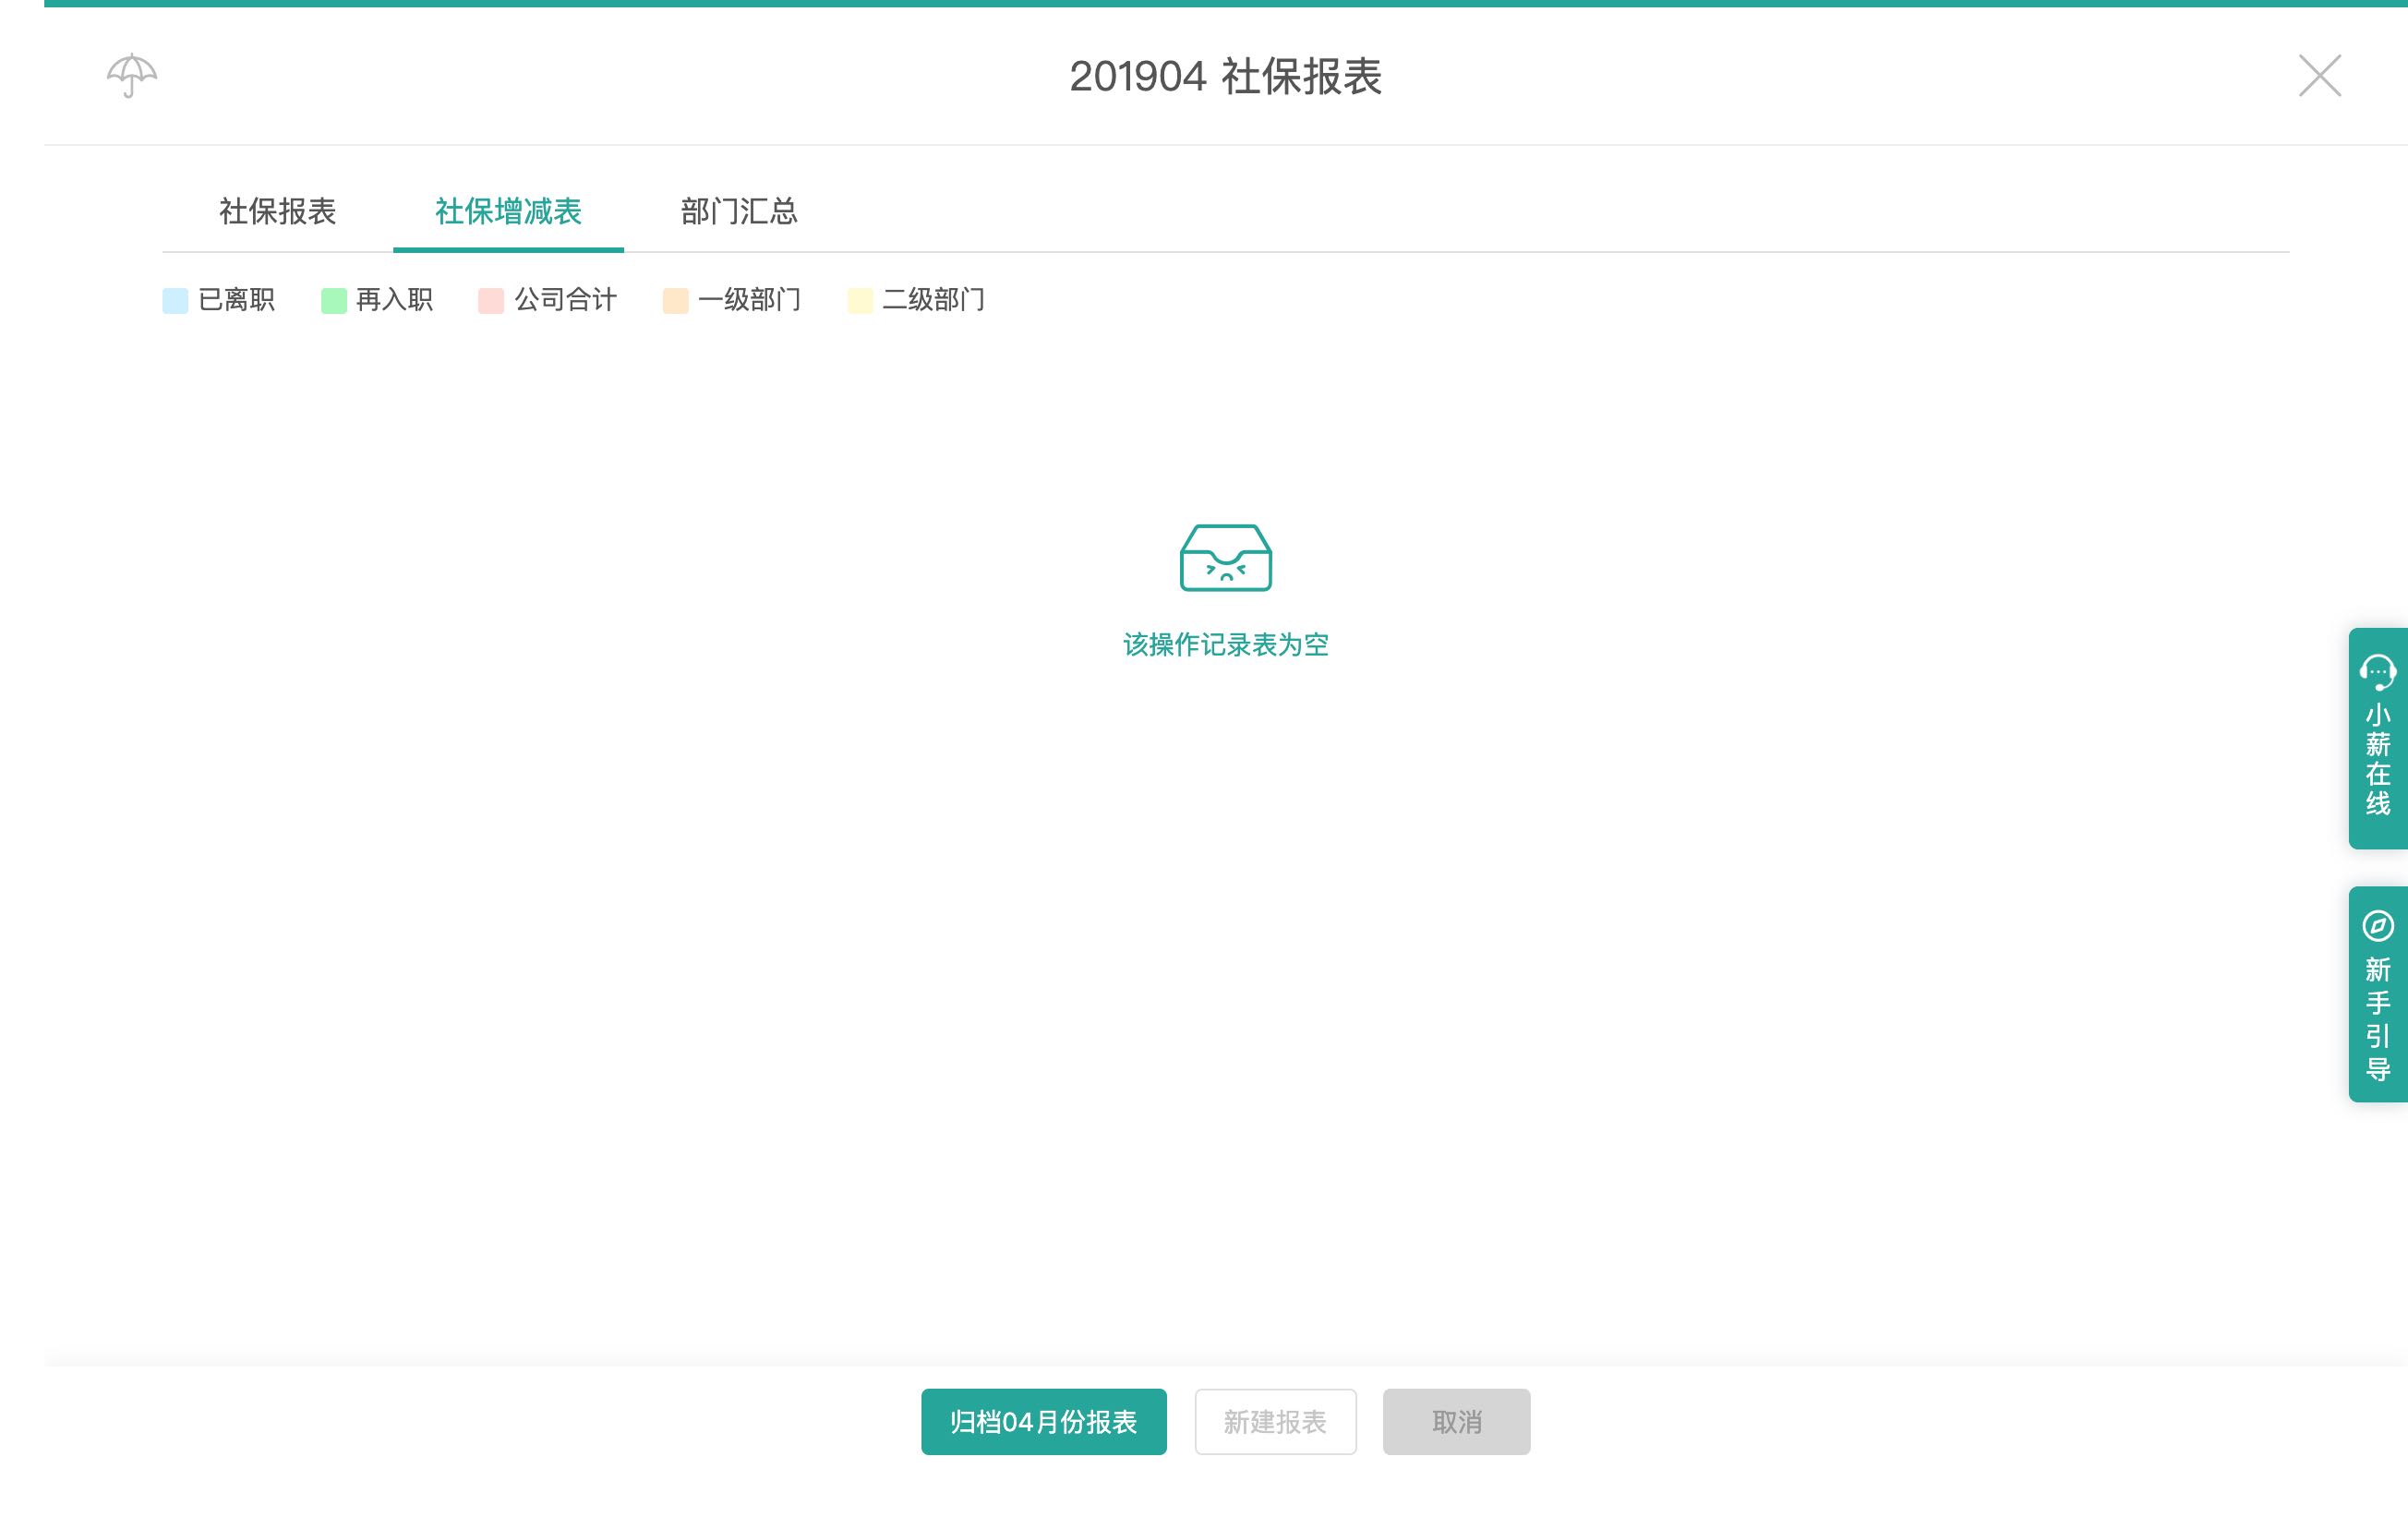 201904 社保报表
社保报表 社保增减表 部门汇总
已离职 再入职 公司合计 一级部门 二级部门
该操作记录表为空
小薪在线
新手引导
归档04月份报表 新建报表 取消